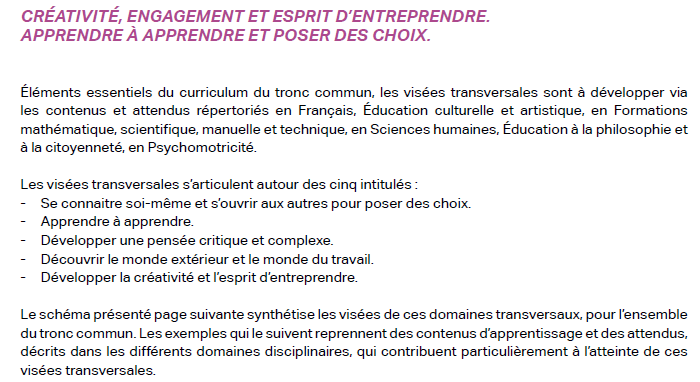 CRÉATIVITÉ, ENGAGEMENT ET ESPRIT D'ENTREPRENDRE.
APPRENDRE À APPRENDRE ET POSER DES CHOIX.
Éléments essentiels du curriculum du tronc commun, les visées transversales sont à développer via
les contenus et attendus répertoriés en Français, Éducation culturelle et artistique, en Formations
mathématique, scientifique, manuelle et technique, en Sciences humaines, Éducation à la philosophie et
à la citoyenneté, en Psychomotricité.
Les visées transversales s'articulent autour des cinq intitulés :
- Se connaitre soi-même et s'ouvrir aux autres pour poser des choix.
- Apprendre à apprendre.
- Développer une pensée critique et complexe.
- Découvrir le monde extérieur et le monde du travail.
- Développer la créativité et l'esprit d'entreprendre.
Le schéma présenté page suivante synthétise les visées de ces domaines transversaux, pour l'ensemble
du tronc commun. Les exemples qui le suivent reprennent des contenus d'apprentissage et des attendus,
décrits dans les différents domaines disciplinaires, qui contribuent particulièrement à l'atteinte de ces
visées transversales.